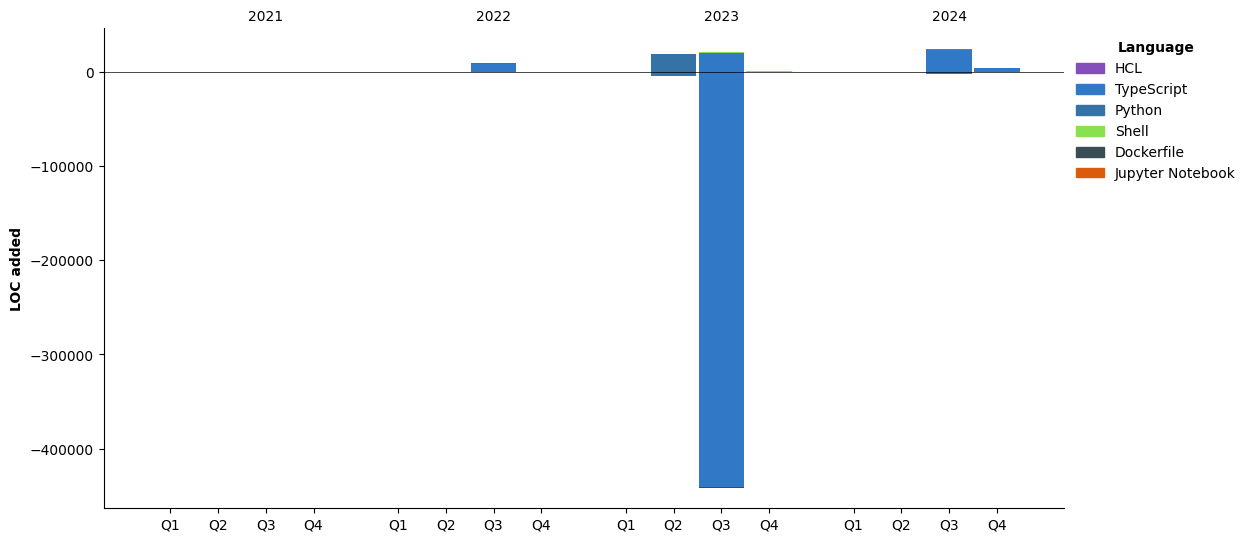 2021 2022 2023 2024
Language
HCL
TypeScript
Python
Shell
Dockerfile
Jupyter Notebook
LOC added
0
−100000
−200000
−300000
−400000
Q1 Q2 Q3 Q4 Q1 Q2 Q3 Q4 Q1 Q2 Q3 Q4 Q1 Q2 Q3 Q4